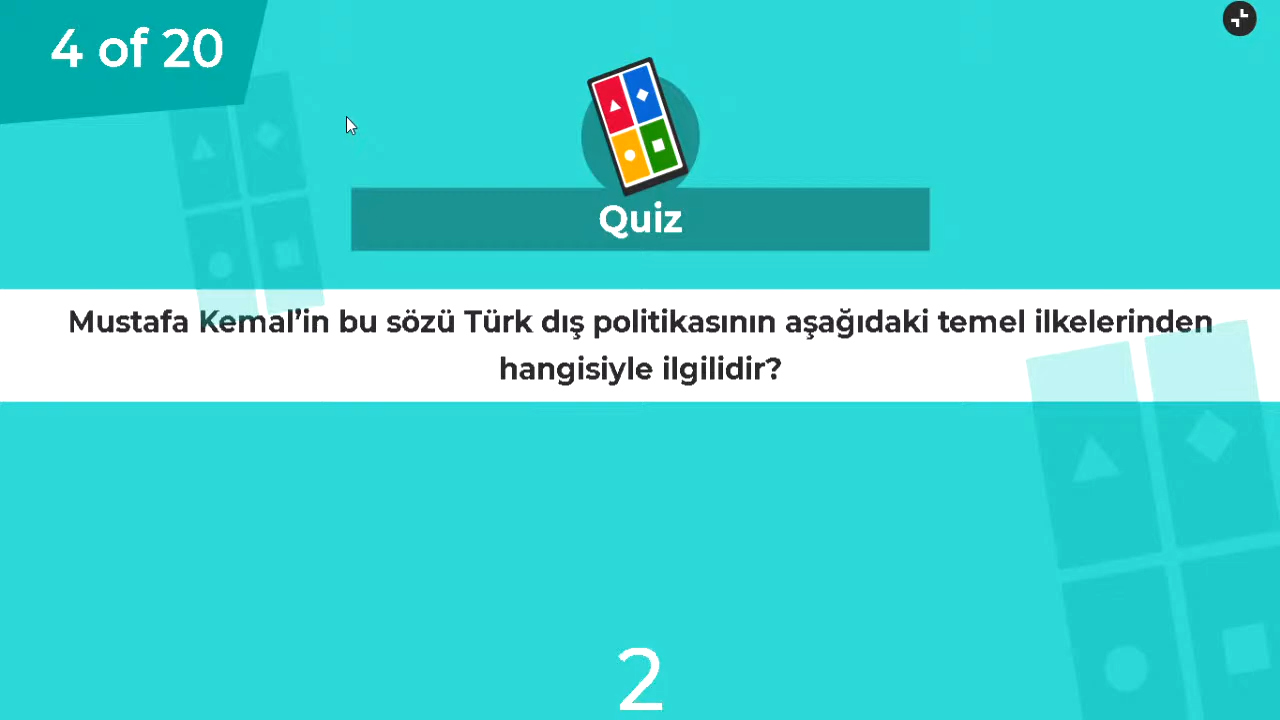 4 of 20
Quiz
Mustafa Kemal’in bu sözü Türk dış politikasının aşağıdaki temel ilkelerinden
hangisiyle ilgilidir?
2